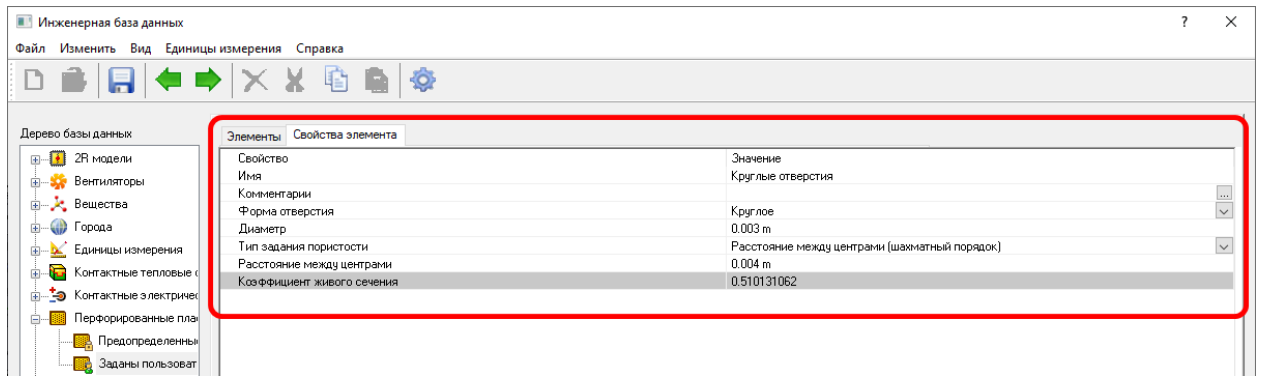 Инженерная база данных
?
Файл Изменить Вид Единицы измерения Справка
Дерево базы данных
2R модели
Вентиляторы
Вещества
Города
Единицы измерения
Контактные тепловые с
Контактные электричес
Перфорированные плас
Предопределенны
Заданы пользоват
Элементы Свойства элемента
Свойство Значение
Имя Круглые отверстия
Комментарии ...
Форма отверстия Круглое
Диаметр 0.003 m
Тип задания пористости Расстояние между центрами (шахматный порядок)
Расстояние между центрами 0.004 m
Коэффициент живого сечения 0.510131062